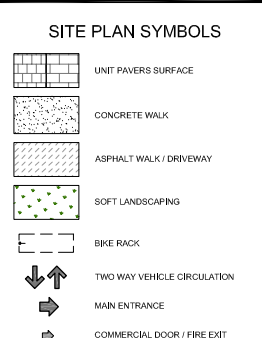 SITE PLAN SYMBOLS
UNIT PAVERS SURFACE
CONCRETE WALK
ASPHALT WALK / DRIVEWAY
SOFT LANDSCAPING
BIKE RACK
TWO WAY VEHICLE CIRCULATION
MAIN ENTRANCE
COMMERCIAL DOOR / FIRE EXIT